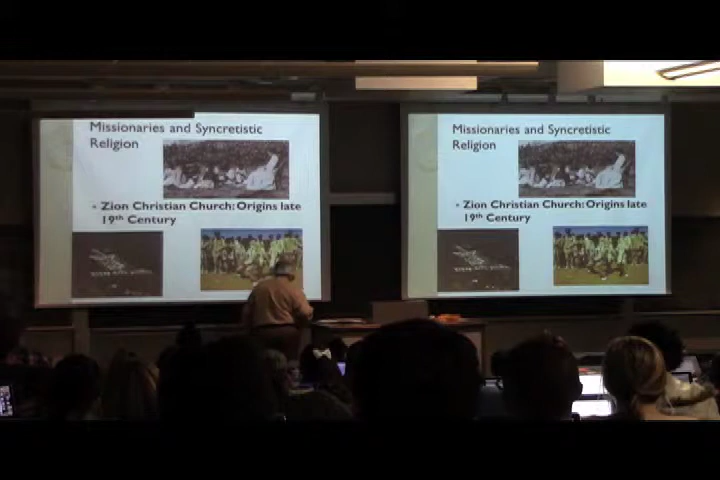 Missionaries and Syncretistic
Religion
• Zion Christian Church: Origins late
19th Century
Missionaries and Syncretistic
Religion
• Zion Christian Church: Origins late
19th Century